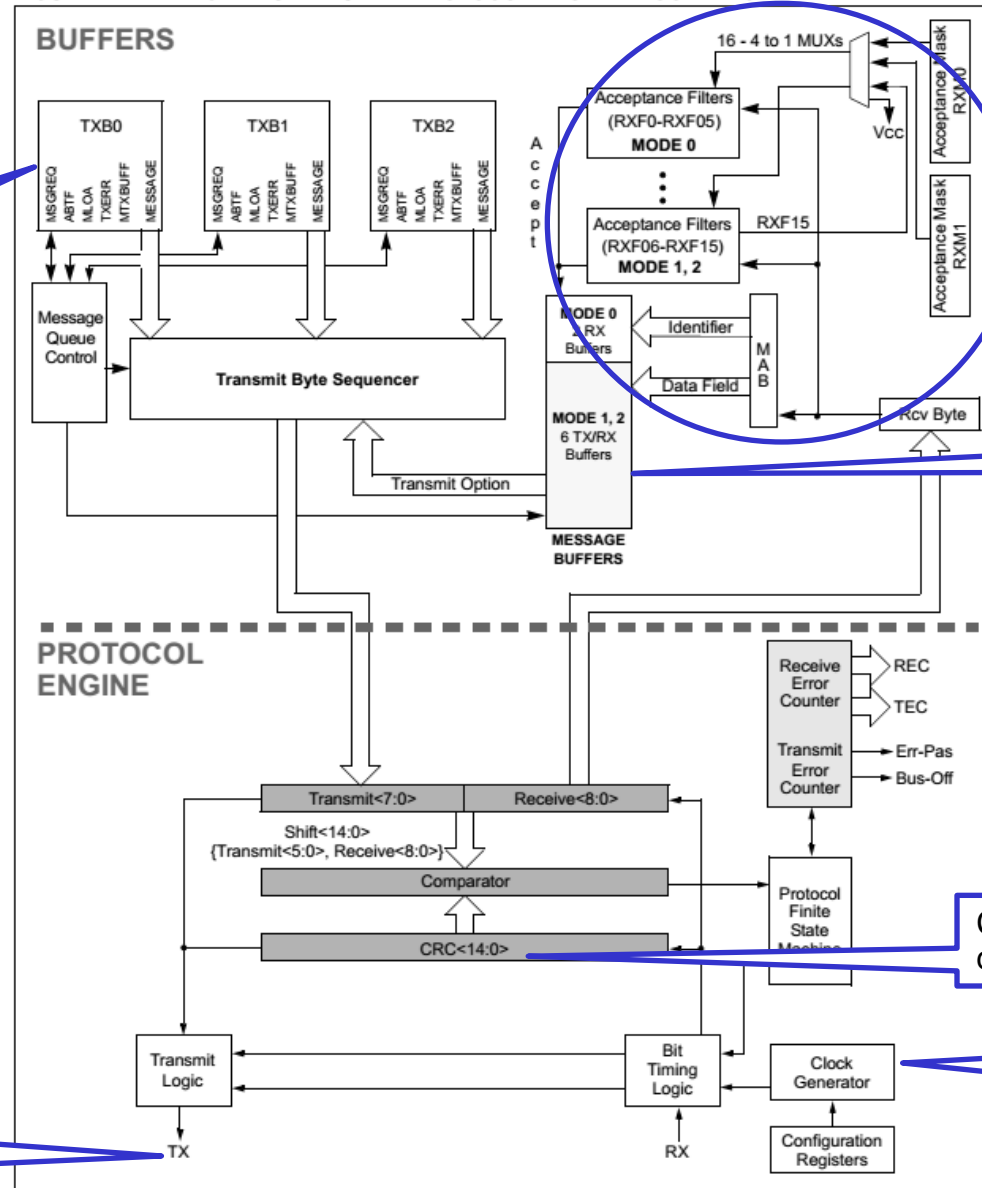 BUFFERS
16 - 4 to 1 MUXs
Acceptance Mask
RXM0
VCC
Acceptance Filters
(RXF0-RXF05)
MODE 0
Accept
Acceptance Filters
(RXF06-RXF15)
MODE 1, 2
RXF15
Acceptance Mask
RXM1
TXB0
MSGREQ
ABTF
MLOA
TXERR
MTXBUFF
MESSAGE
TXB1
MSGREQ
ABTF
MLOA
TXERR
MTXBUFF
MESSAGE
TXB2
MSGREQ
ABTF
MLOA
TXERR
MTXBUFF
MESSAGE
Message
Queue
Control
Transmit Byte Sequencer
MODE 0
2 RX
Buffers
Identifier
Data Field
MAB
Rcv Byte
MODE 1, 2
6 TX/RX
Buffers
Transmit Option
MESSAGE
BUFFERS
PROTOCOL
ENGINE
Receive
Error
Counter
REC
TEC
Transmit
Error
Counter
Err-Pas
Bus-Off
Transmit<7:0>
Receive<8:0>
Shift<14:0>
{Transmit<5:0>, Receive<8:0>}
Comparator
CRC<14:0>
Protocol
Finite
State
Machine
Transmit
Logic
Bit
Timing
Logic
Clock
Generator
TX
RX
Configuration
Registers